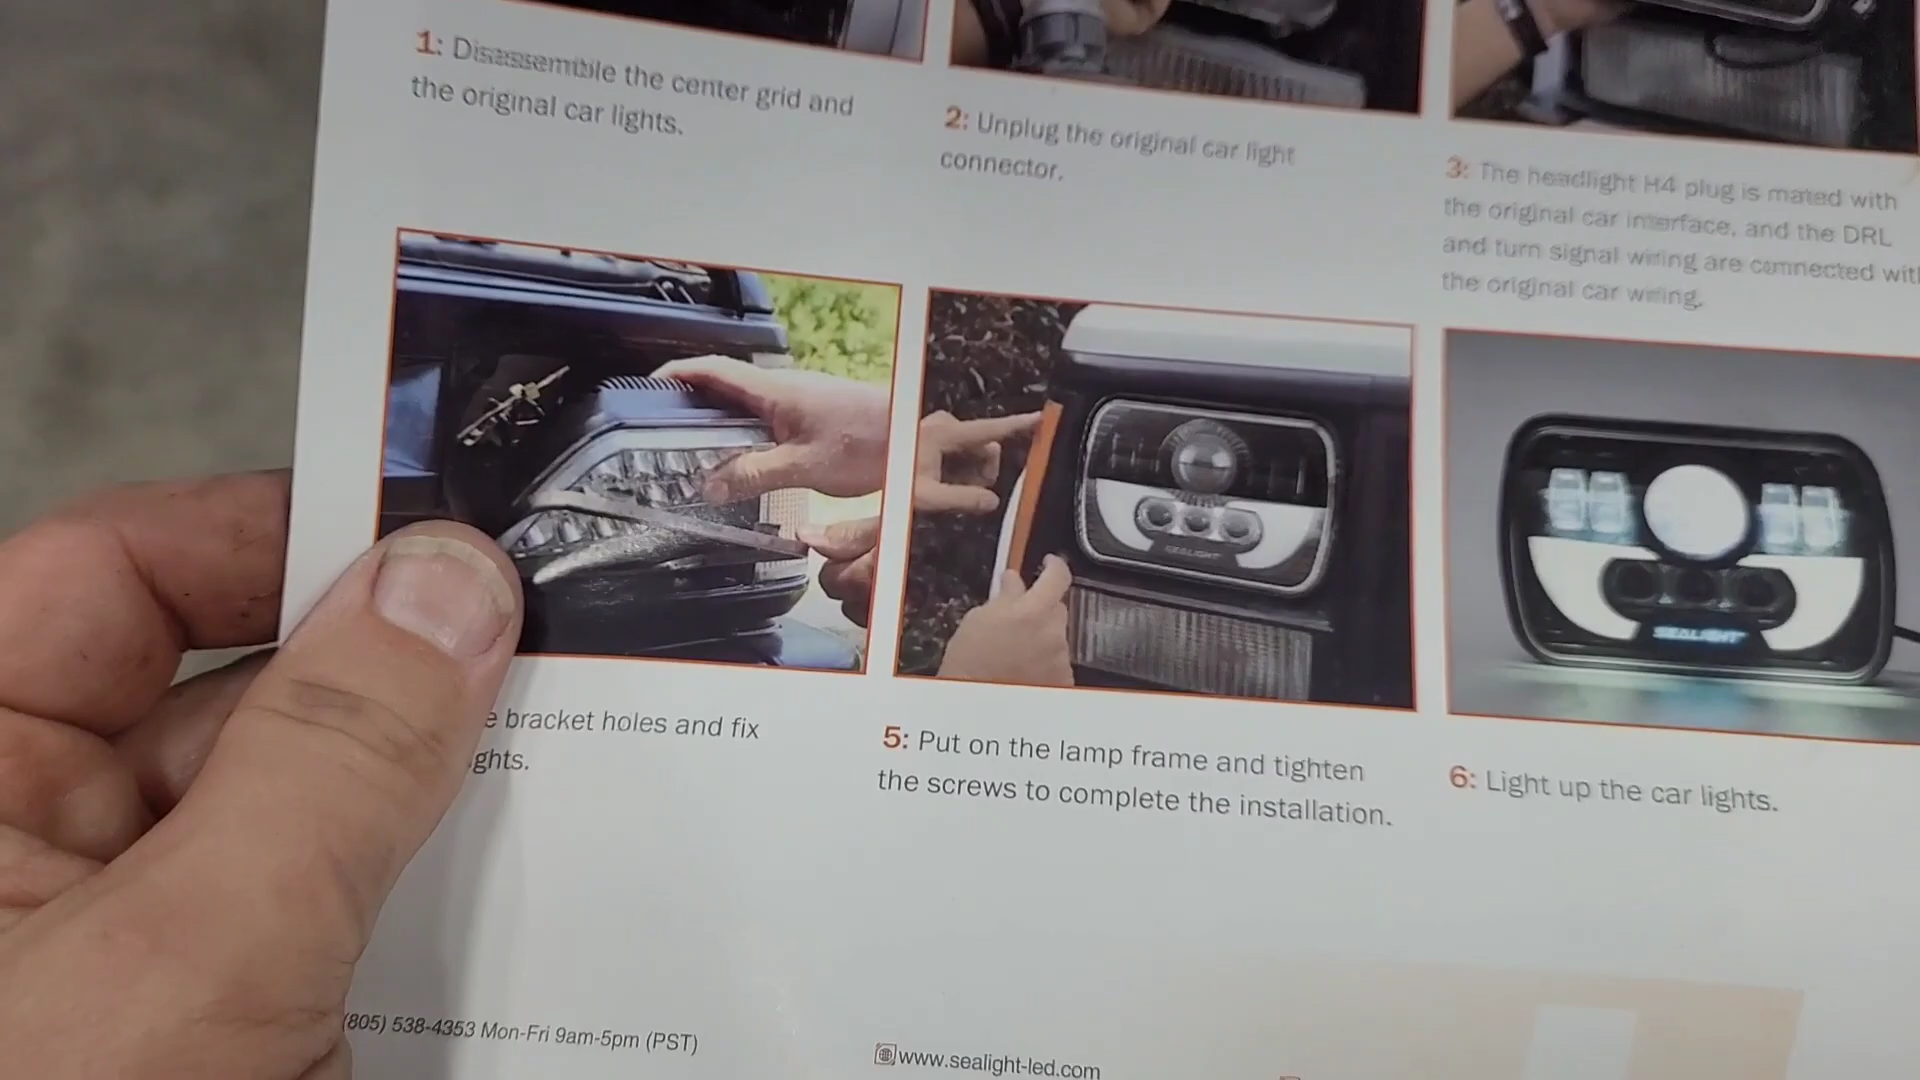 1: Disassemble the center grid and
the original car lights.
2: Unplug the original car light
connector.
3: The headlight H4 plug is mated with
the original car interface, and the DRL
and turn signal wiring are connected with
the original car wiring.
e bracket holes and fix
ghts.
SEALIGHT
5: Put on the lamp frame and tighten
the screws to complete the installation.
SEALIGHT
6: Light up the car lights.
(805) 538-4353 Mon-Fri 9am-5pm (PST)
www.sealight-led.com